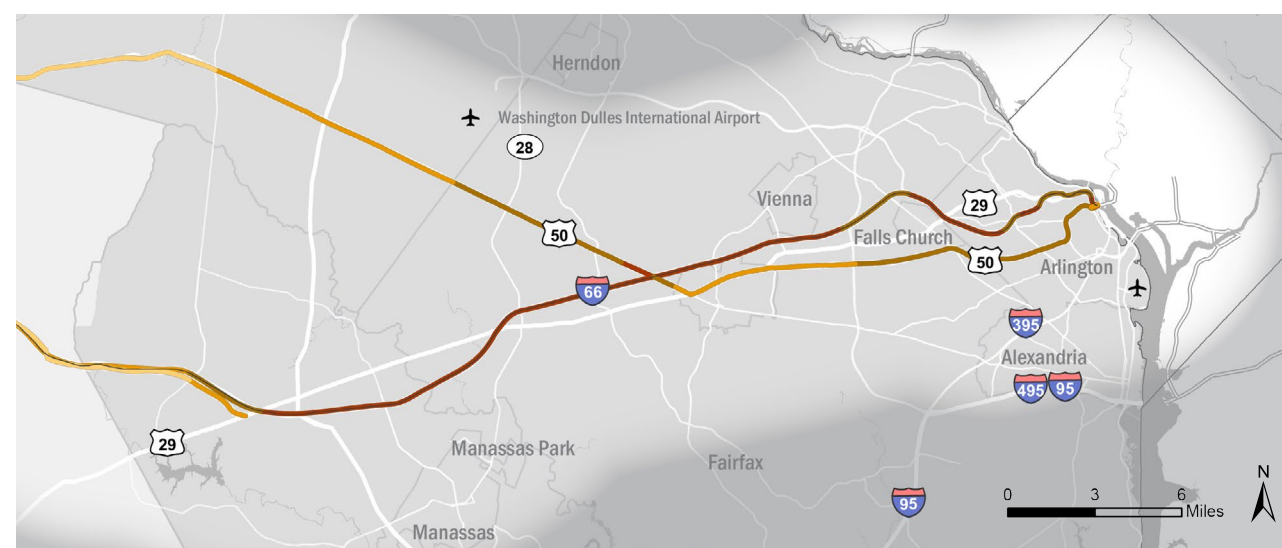 Herndon
Washington Dulles International Airport
28
Vienna
29
50
Falls Church
50
Arlington
66
395
Alexandria
495
95
29
Manassas Park
Fairfax
N
0 3 6
Miles
95
Manassas